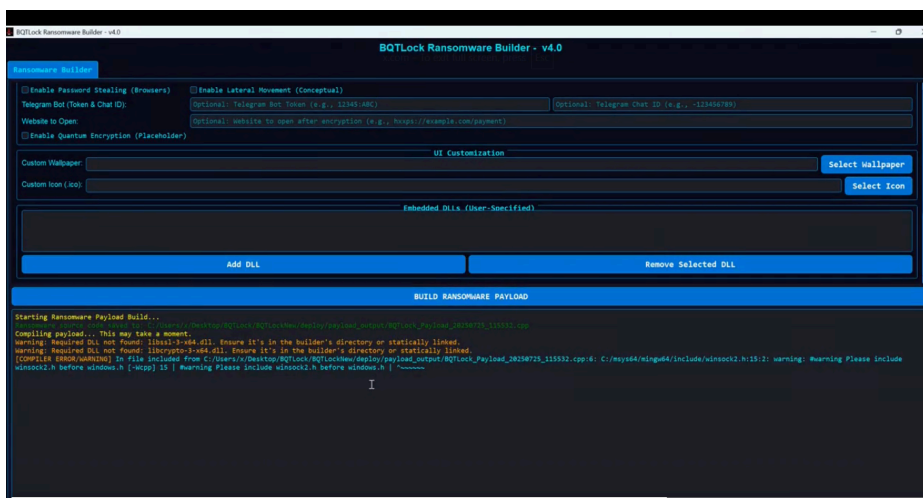 BQTLock Ransomware Builder - v4.0
BQTLock Ransomware Builder - v4.0
Ransomware Builder
Enable Password Stealing (Browsers) Enable Lateral Movement (Conceptual)
Telegram Bot (Token & Chat ID): Optional: Telegram Bot Token (e.g., 12345:ABC) Optional: Telegram Chat ID (e.g., -123456789)
Website to Open: Optional: Website to open after encryption (e.g., hxxps://example.com/payment)
Enable Quantum Encryption (Placeholder)
UI Customization
Custom Wallpaper: Select Wallpaper
Custom Icon (.ico): Select Icon
Embedded DLLs (User-Specified)
Add DLL Remove Selected DLL
BUILD RANSOMWARE PAYLOAD
Starting Ransomware Payload Build...
Ransomware source code saved to: C:/Users/x/Desktop/BQTLock/BQTLockNew/deploy/payload_output/BQTLock_Payload_20250725_115532.cpp
Compiling payload... This may take a moment.
Warning: Required DLL not found: libssl-3-x64.dll. Ensure it's in the builder's directory or statically linked.
Warning: Required DLL not found: libcrypto-3-x64.dll. Ensure it's in the builder's directory or statically linked.
[COMPILER ERROR/WARNING] In file included from C:/Users/x/Desktop/BQTLock/BQTLockNew/deploy/payload_output/BQTLock_Payload_20250725_115532.cpp:6: C:/msys64/mingw64/include/winsock2.h:15:2: warning: #warning Please include
winsock2.h before windows.h [-Wcpp] 15 | #warning Please include winsock2.h before windows.h | ^~~~~~~